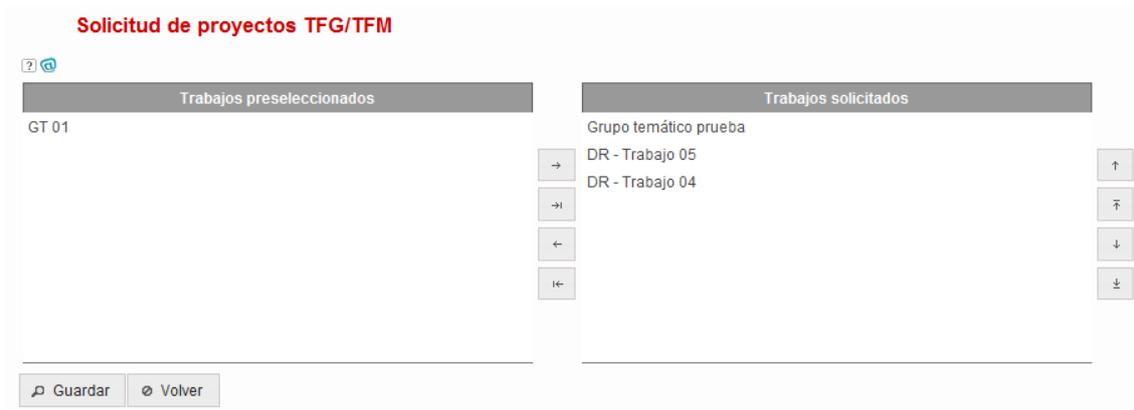 Solicitud de proyectos TFG/TFM
?@
Trabajos preseleccionados
GT 01
Trabajos solicitados
Grupo temático prueba
DR - Trabajo 05
DR - Trabajo 04
Guardar
Volver